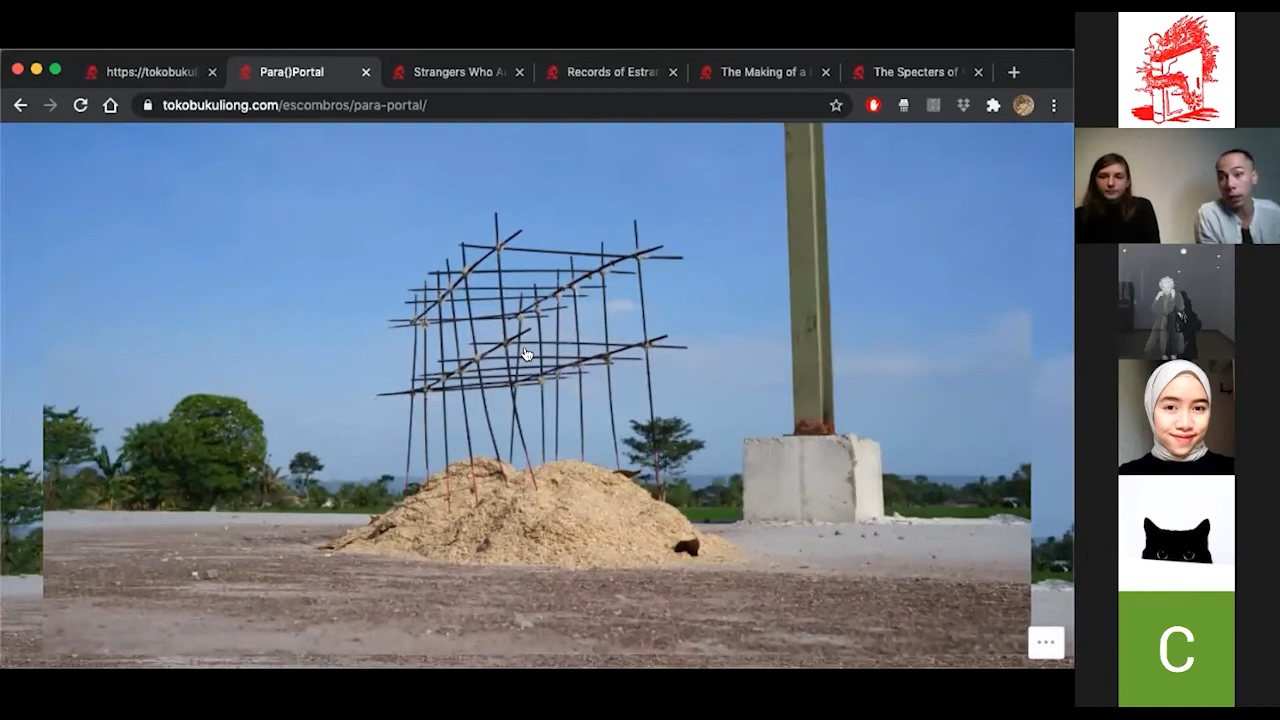 https://tokobukul
Para()Portal
Strangers Who A
Records of Estrar
The Making of a
The Specters of
tokobukuliong.com/escombros/para-portal/
C